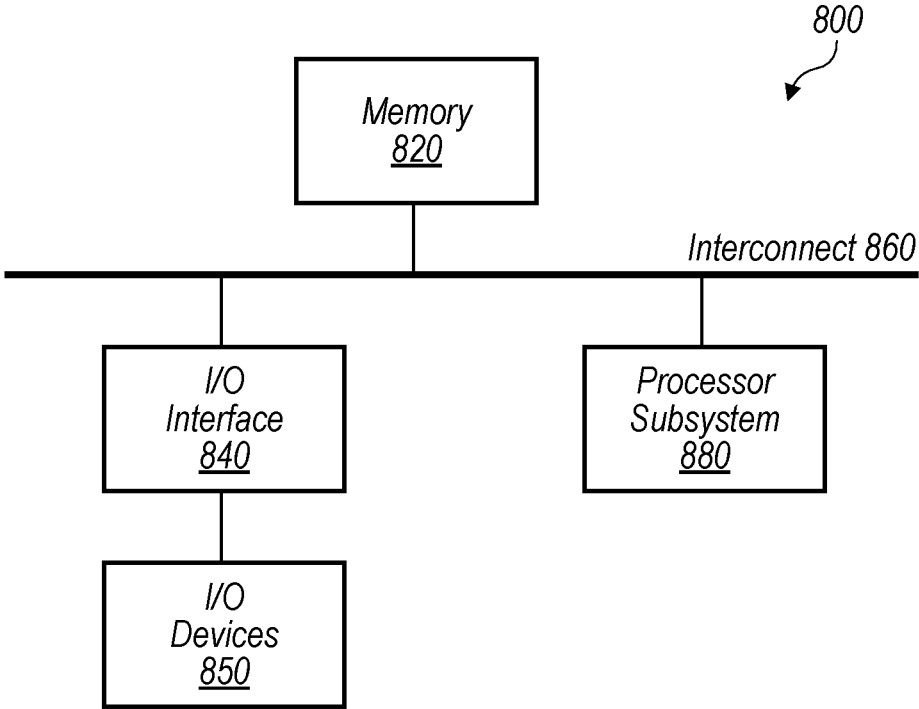 800
Memory
820
Interconnect 860
I/O
Interface
840
Processor
Subsystem
880
I/O
Devices
850